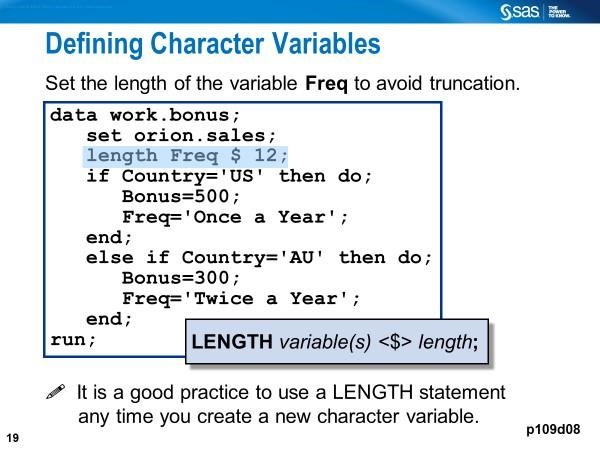 sas THE POWER TO KNOW.
Defining Character Variables
Set the length of the variable Freq to avoid truncation.
data work.bonus;
set orion.sales;
length Freq $ 12;
if Country='US' then do;
Bonus=500;
Freq='Once a Year';
end;
else if Country='AU' then do;
Bonus=300;
Freq='Twice a Year';
end;
run;
LENGTH variable(s) <$> length;
It is a good practice to use a LENGTH statement
any time you create a new character variable.
19
p109d08